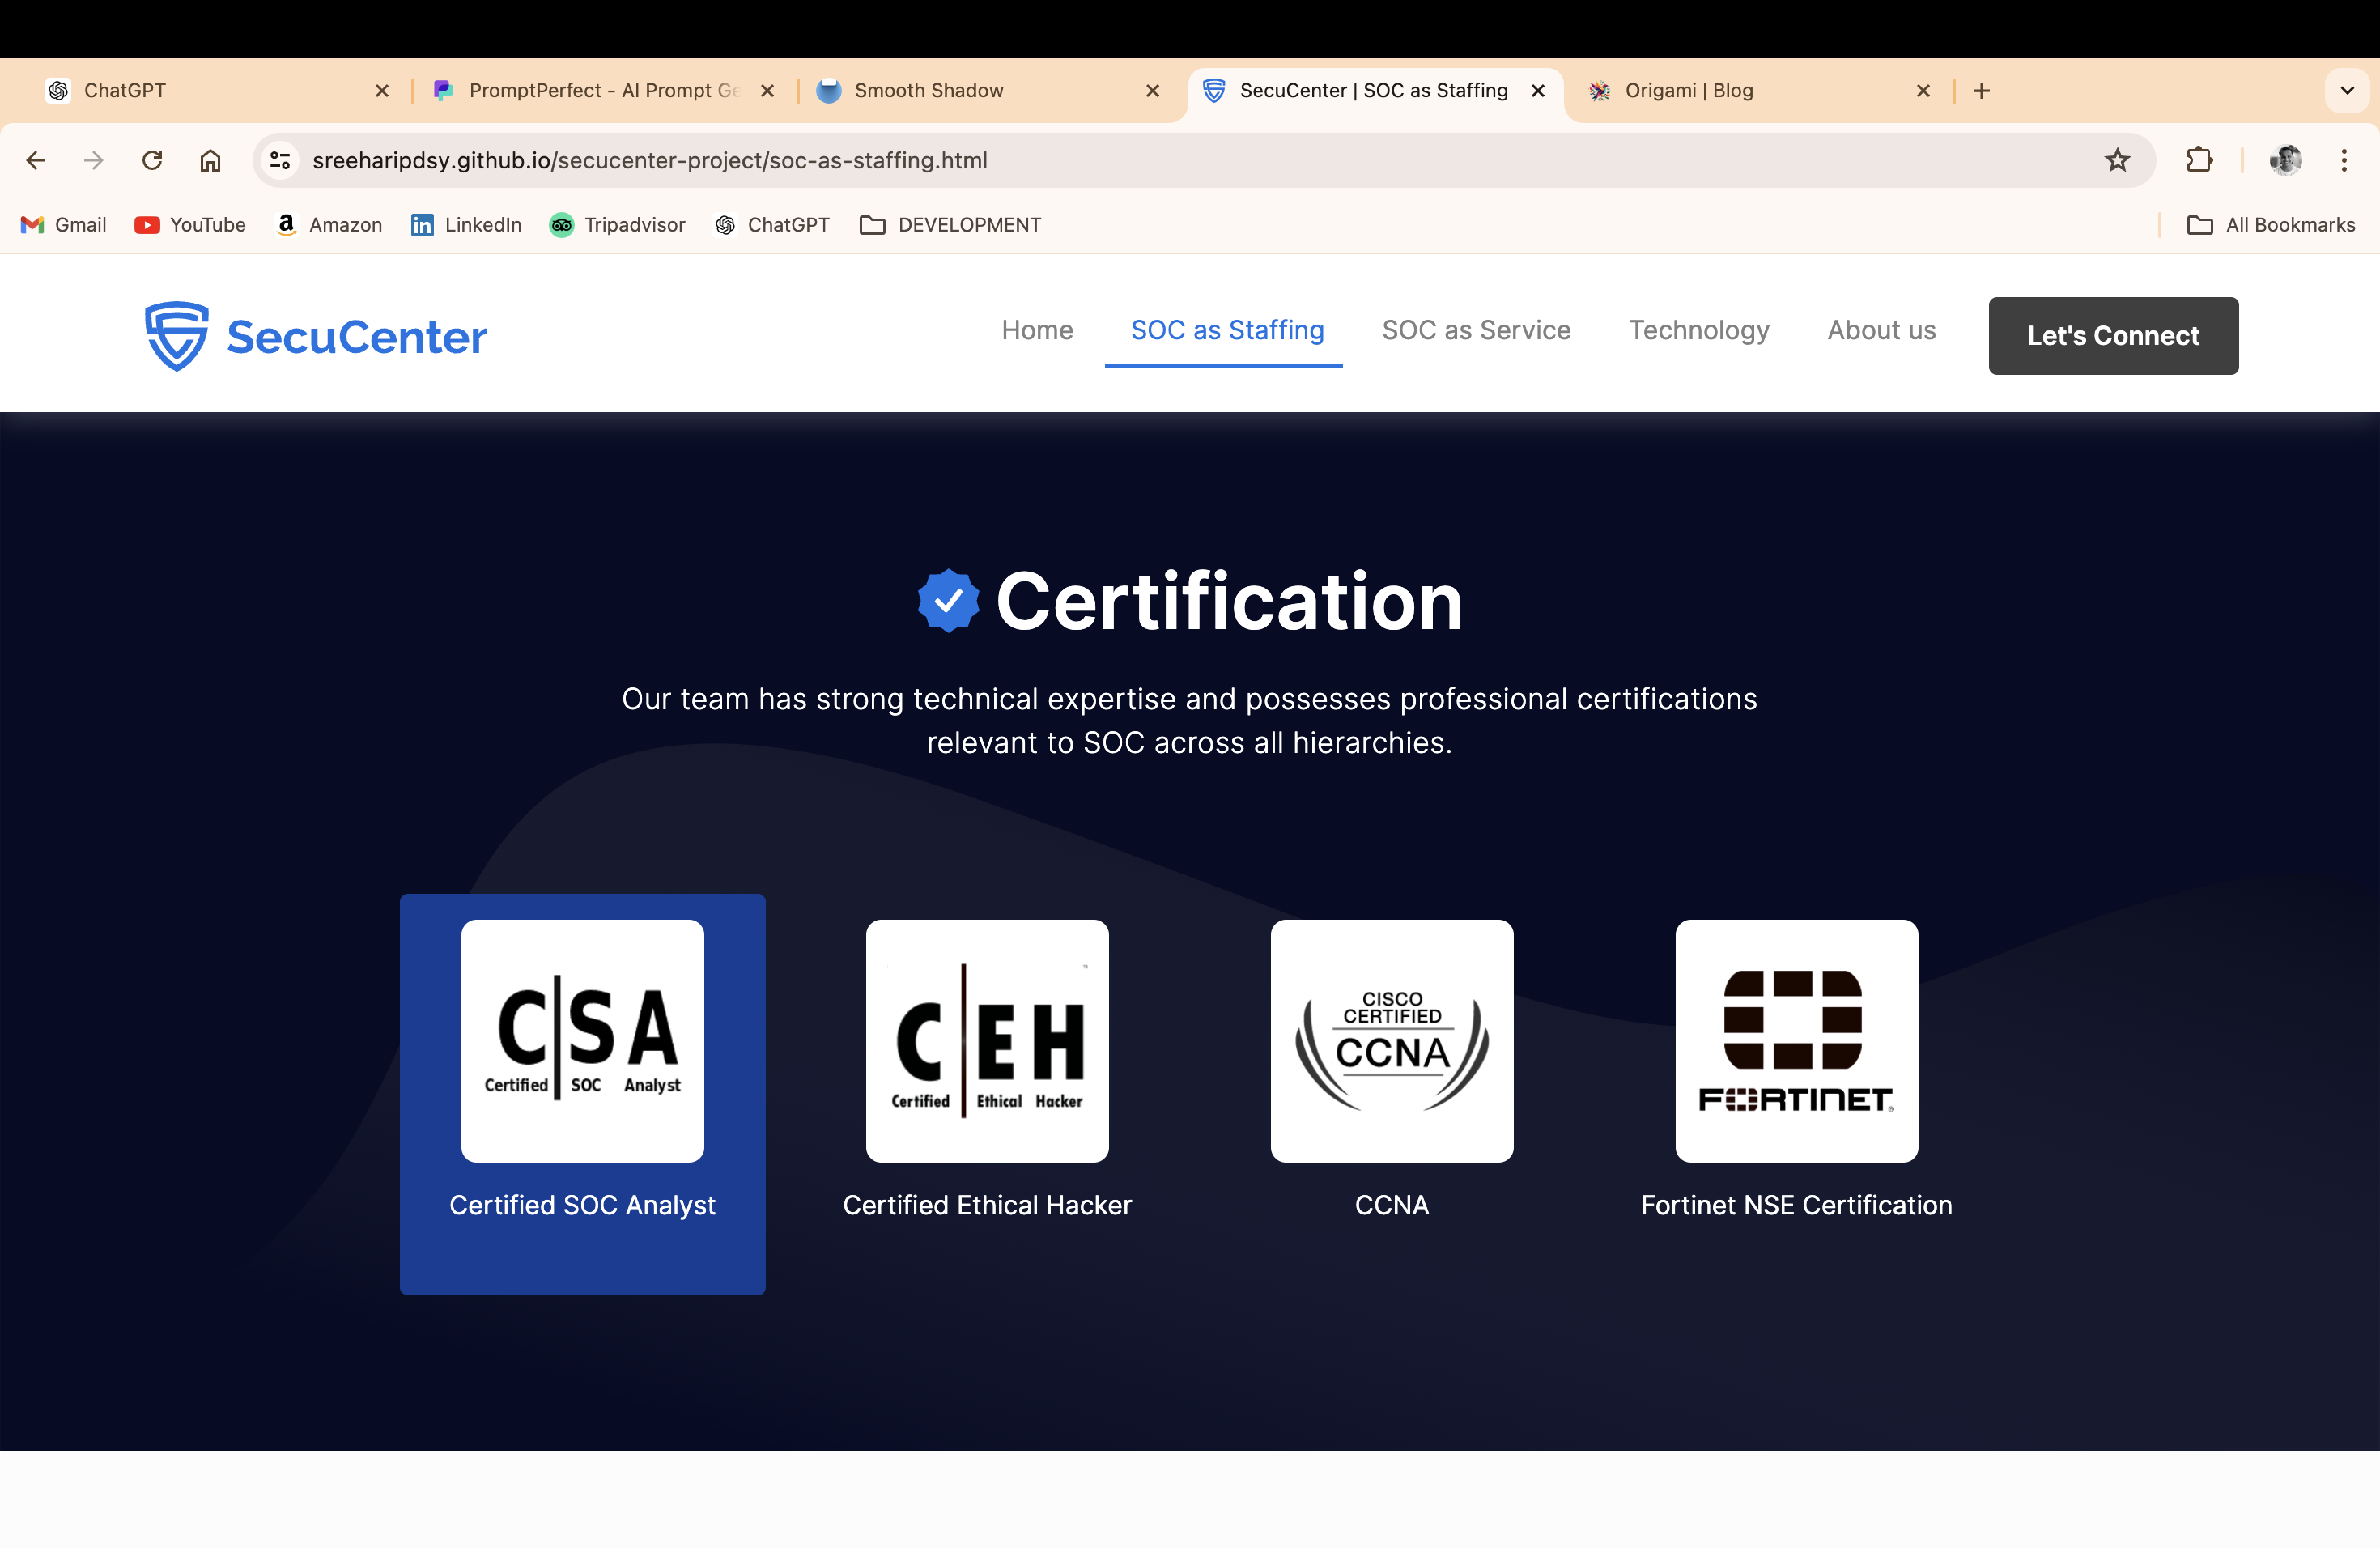 ChatGPT
PromptPerfect - AI Prompt Ge
Smooth Shadow
SecuCenter | SOC as Staffing
Origami | Blog
sreeharipdsy.github.io/secucenter-project/soc-as-staffing.html
Gmail
YouTube
Amazon
LinkedIn
Tripadvisor
ChatGPT
DEVELOPMENT
All Bookmarks
SecuCenter
Home
SOC as Staffing
SOC as Service
Technology
About us
Let's Connect
Certification
Our team has strong technical expertise and possesses professional certifications
relevant to SOC across all hierarchies.
C|SA
Certified SOC Analyst
Certified SOC Analyst
C|EH
Certified Ethical Hacker
Certified Ethical Hacker
CISCO
CERTIFIED
CCNA
CCNA
FORTINET®
Fortinet NSE Certification